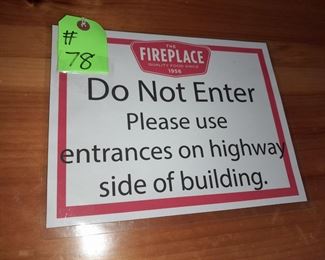 # 78
THE
FIREPLACE
QUALITY FOOD SINCE
1956
Do Not Enter
Please use
entrances on highway
side of building.